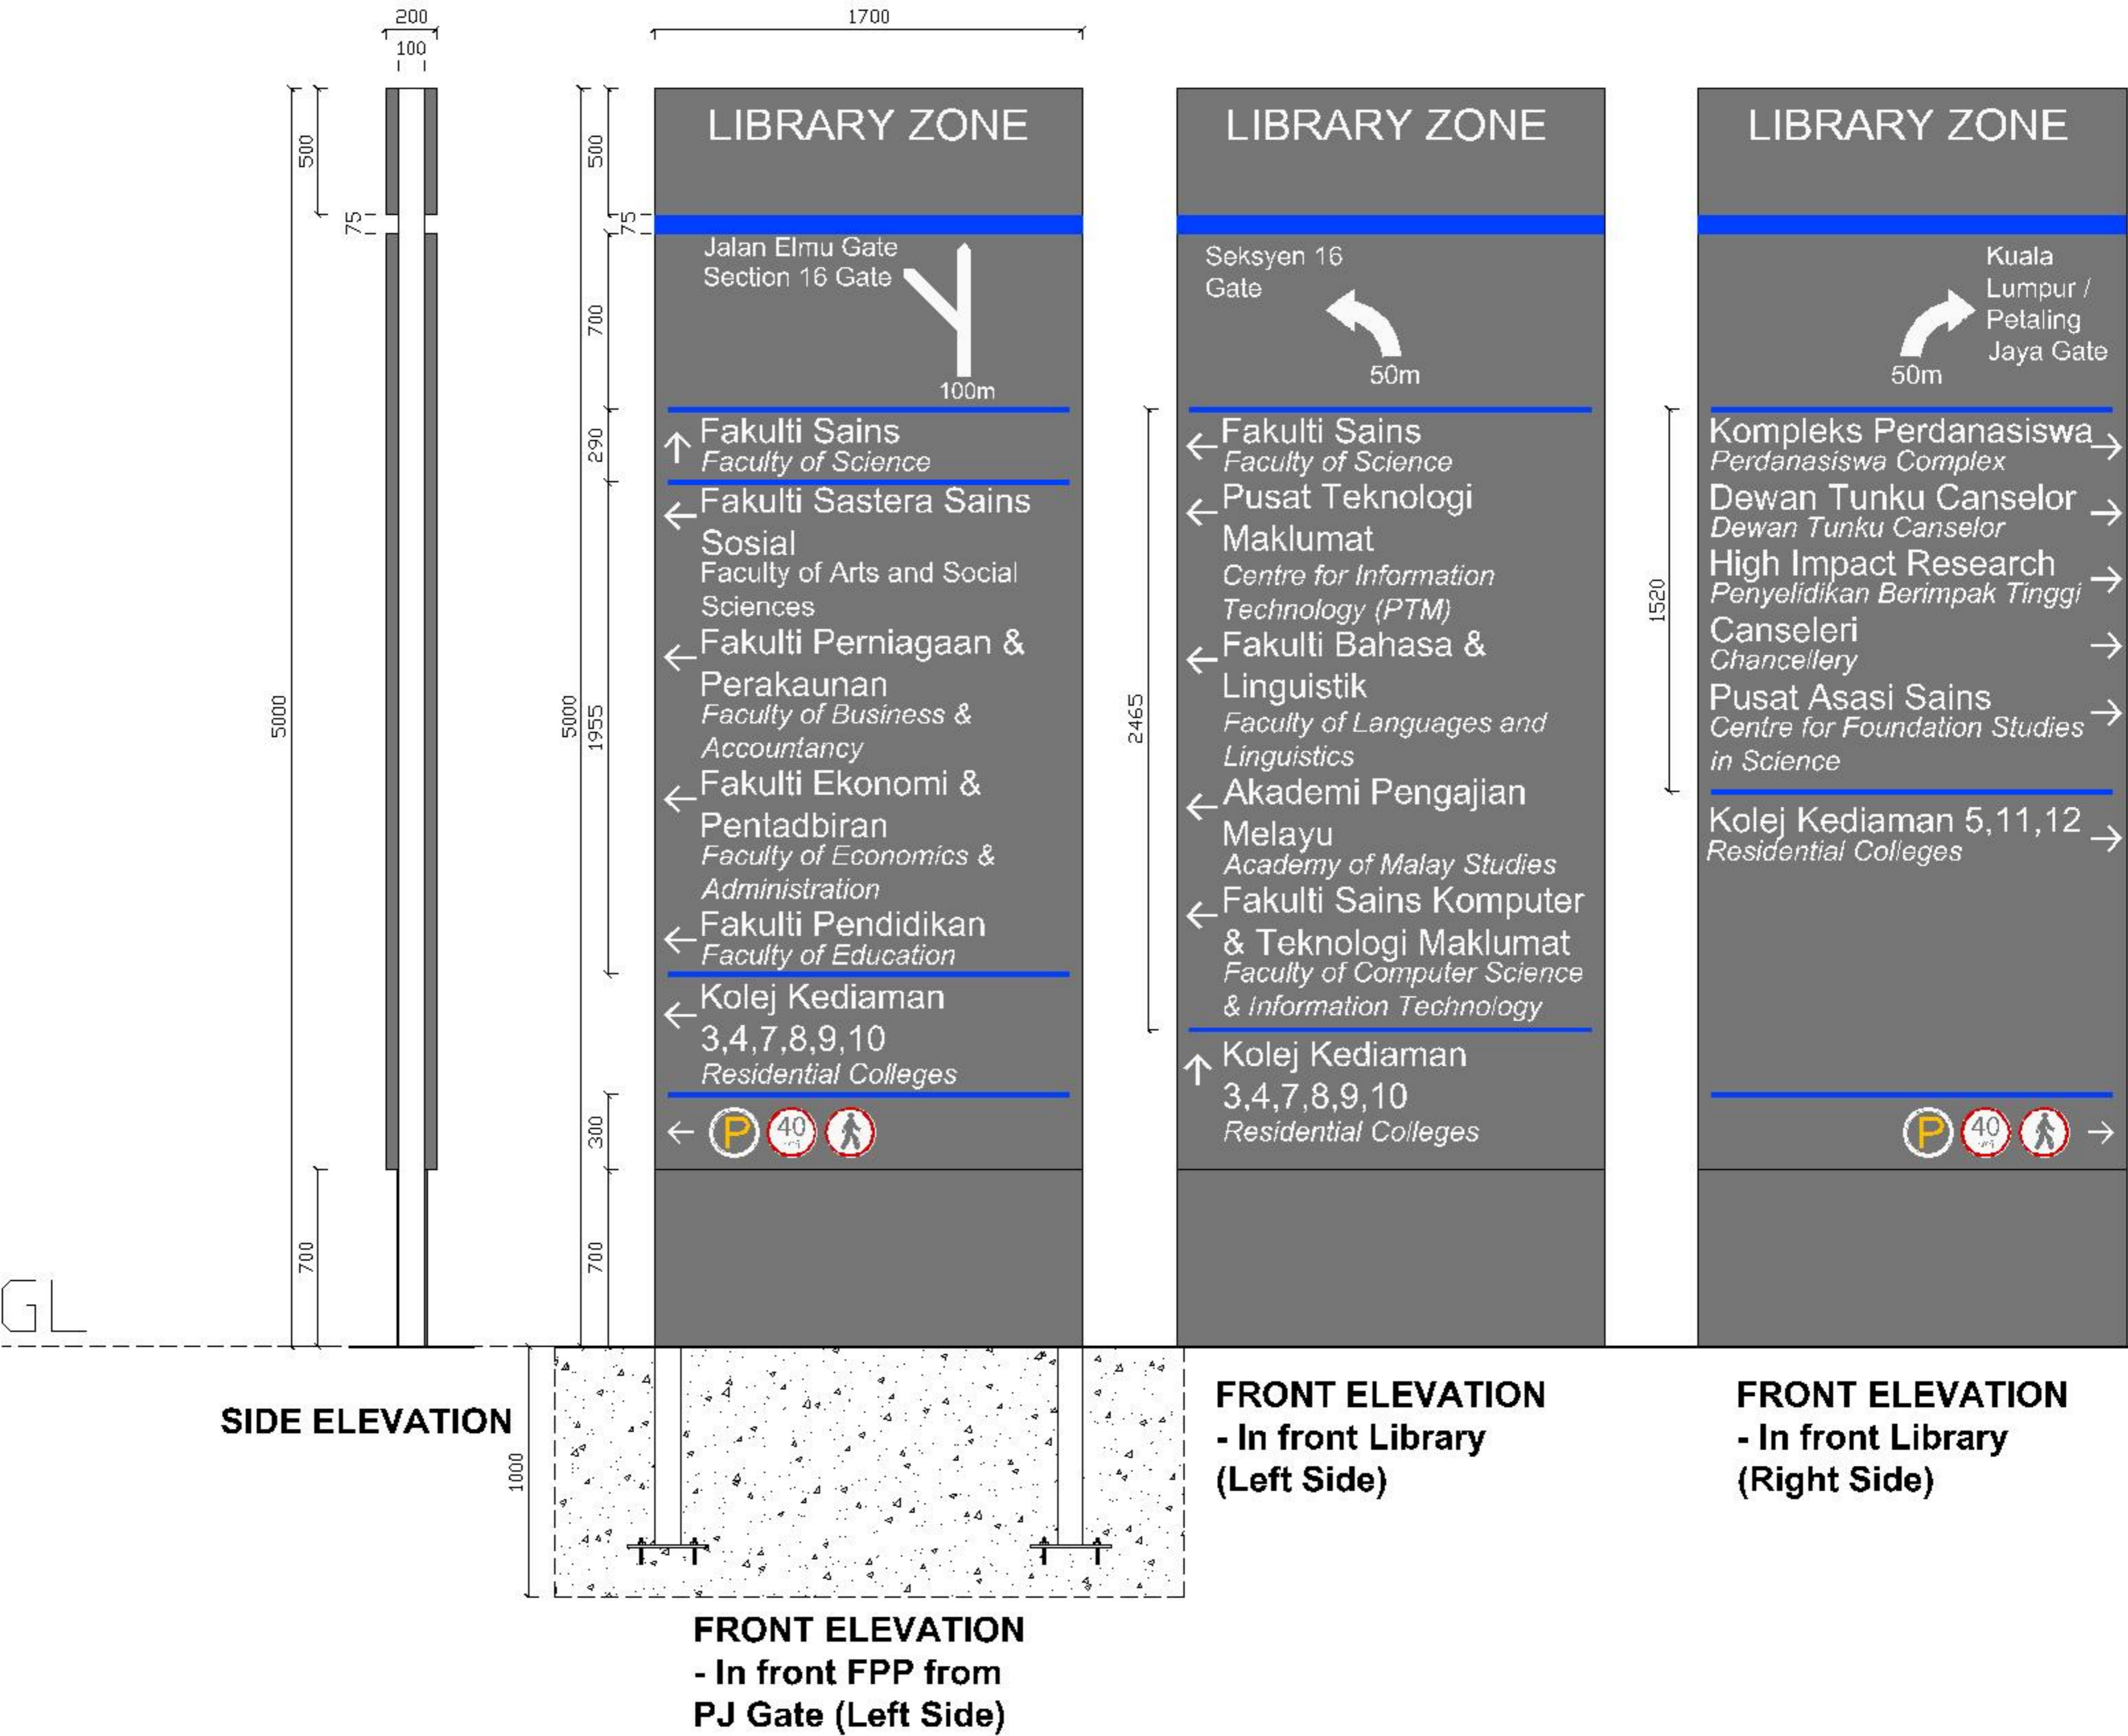 200
100
500
75
5000
700
GL
SIDE ELEVATION
1700
500
75
700
290
5000
1955
300
700
1000
LIBRARY ZONE
Jalan Elmu Gate
Section 16 Gate
100m
Fakulti Sains
Faculty of Science
Fakulti Sastera Sains
Sosial
Faculty of Arts and Social
Sciences
Fakulti Perniagaan &
Perakaunan
Faculty of Business &
Accountancy
Fakulti Ekonomi &
Pentadbiran
Faculty of Economics &
Administration
Fakulti Pendidikan
Faculty of Education
Kolej Kediaman
3,4,7,8,9,10
Residential Colleges
P 40
FRONT ELEVATION
- In front FPP from
PJ Gate (Left Side)
2465
LIBRARY ZONE
Seksyen 16
Gate
50m
Fakulti Sains
Faculty of Science
Pusat Teknologi
Maklumat
Centre for Information
Technology (PTM)
Fakulti Bahasa &
Linguistik
Faculty of Languages and
Linguistics
Akademi Pengajian
Melayu
Academy of Malay Studies
Fakulti Sains Komputer
& Teknologi Maklumat
Faculty of Computer Science
& Information Technology
Kolej Kediaman
3,4,7,8,9,10
Residential Colleges
FRONT ELEVATION
- In front Library
(Left Side)
1520
LIBRARY ZONE
Kuala
Lumpur /
Petaling
Jaya Gate
50m
Kompleks Perdanasiswa
Perdanasiswa Complex
Dewan Tunku Canselor
Dewan Tunku Canselor
High Impact Research
Penyelidikan Berimpak Tinggi
Canseleri
Chancellery
Pusat Asasi Sains
Centre for Foundation Studies
in Science
Kolej Kediaman 5,11,12
Residential Colleges
P 40
FRONT ELEVATION
- In front Library
(Right Side)